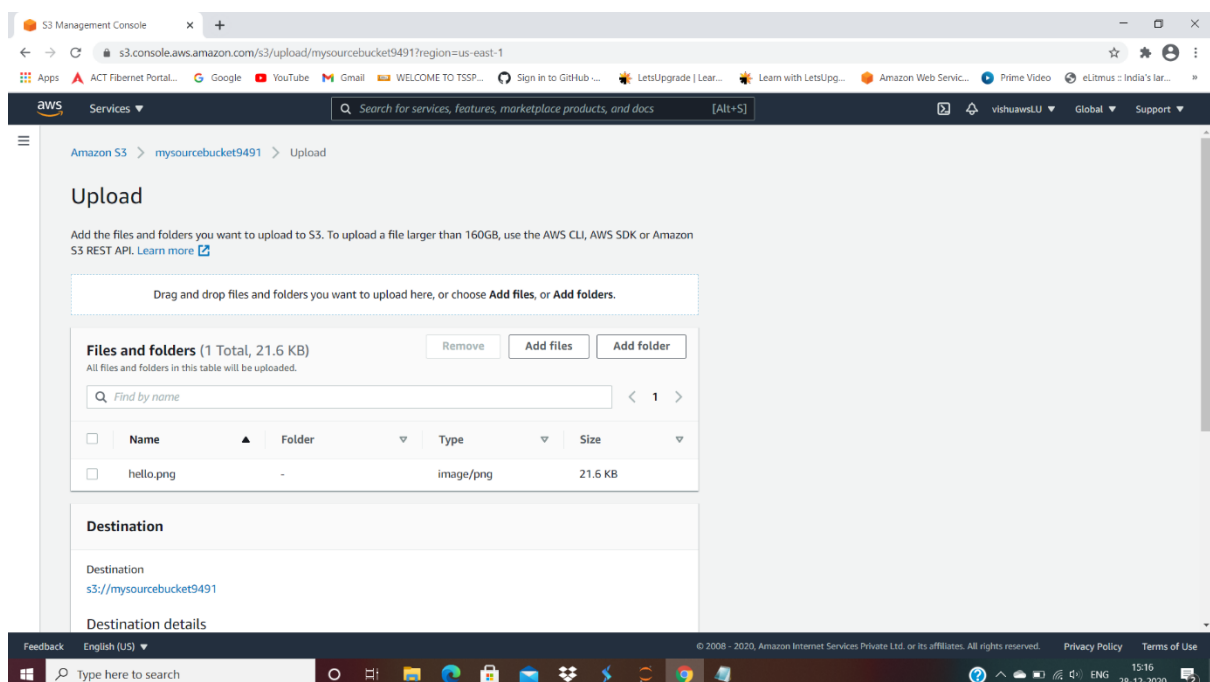 S3 Management Console
s3.console.aws.amazon.com/s3/upload/mysourcebucket9491?region=us-east-1
Apps ACT Fibernet Portal... Google YouTube Gmail WELCOME TO TSSP... Sign in to GitHub ·... LetsUpgrade | Lear... Learn with LetsUpg... Amazon Web Servic... Prime Video eLitmus :: India's lar... »
aws Services ▼ Search for services, features, marketplace products, and docs [Alt+S] vishuawsLU ▼ Global ▼ Support ▼
Amazon S3 > mysourcebucket9491 > Upload
Upload
Add the files and folders you want to upload to S3. To upload a file larger than 160GB, use the AWS CLI, AWS SDK or Amazon
S3 REST API. Learn more
Drag and drop files and folders you want to upload here, or choose Add files, or Add folders.
Files and folders (1 Total, 21.6 KB) Remove Add files Add folder
All files and folders in this table will be uploaded.
Find by name < 1 >
Name Folder Type Size
hello.png - image/png 21.6 KB
Destination
Destination
s3://mysourcebucket9491
Destination details
Feedback English (US) ▼ © 2008 - 2020, Amazon Internet Services Private Ltd. or its affiliates. All rights reserved. Privacy Policy Terms of Use
Type here to search ENG 15:16
28-12-2020